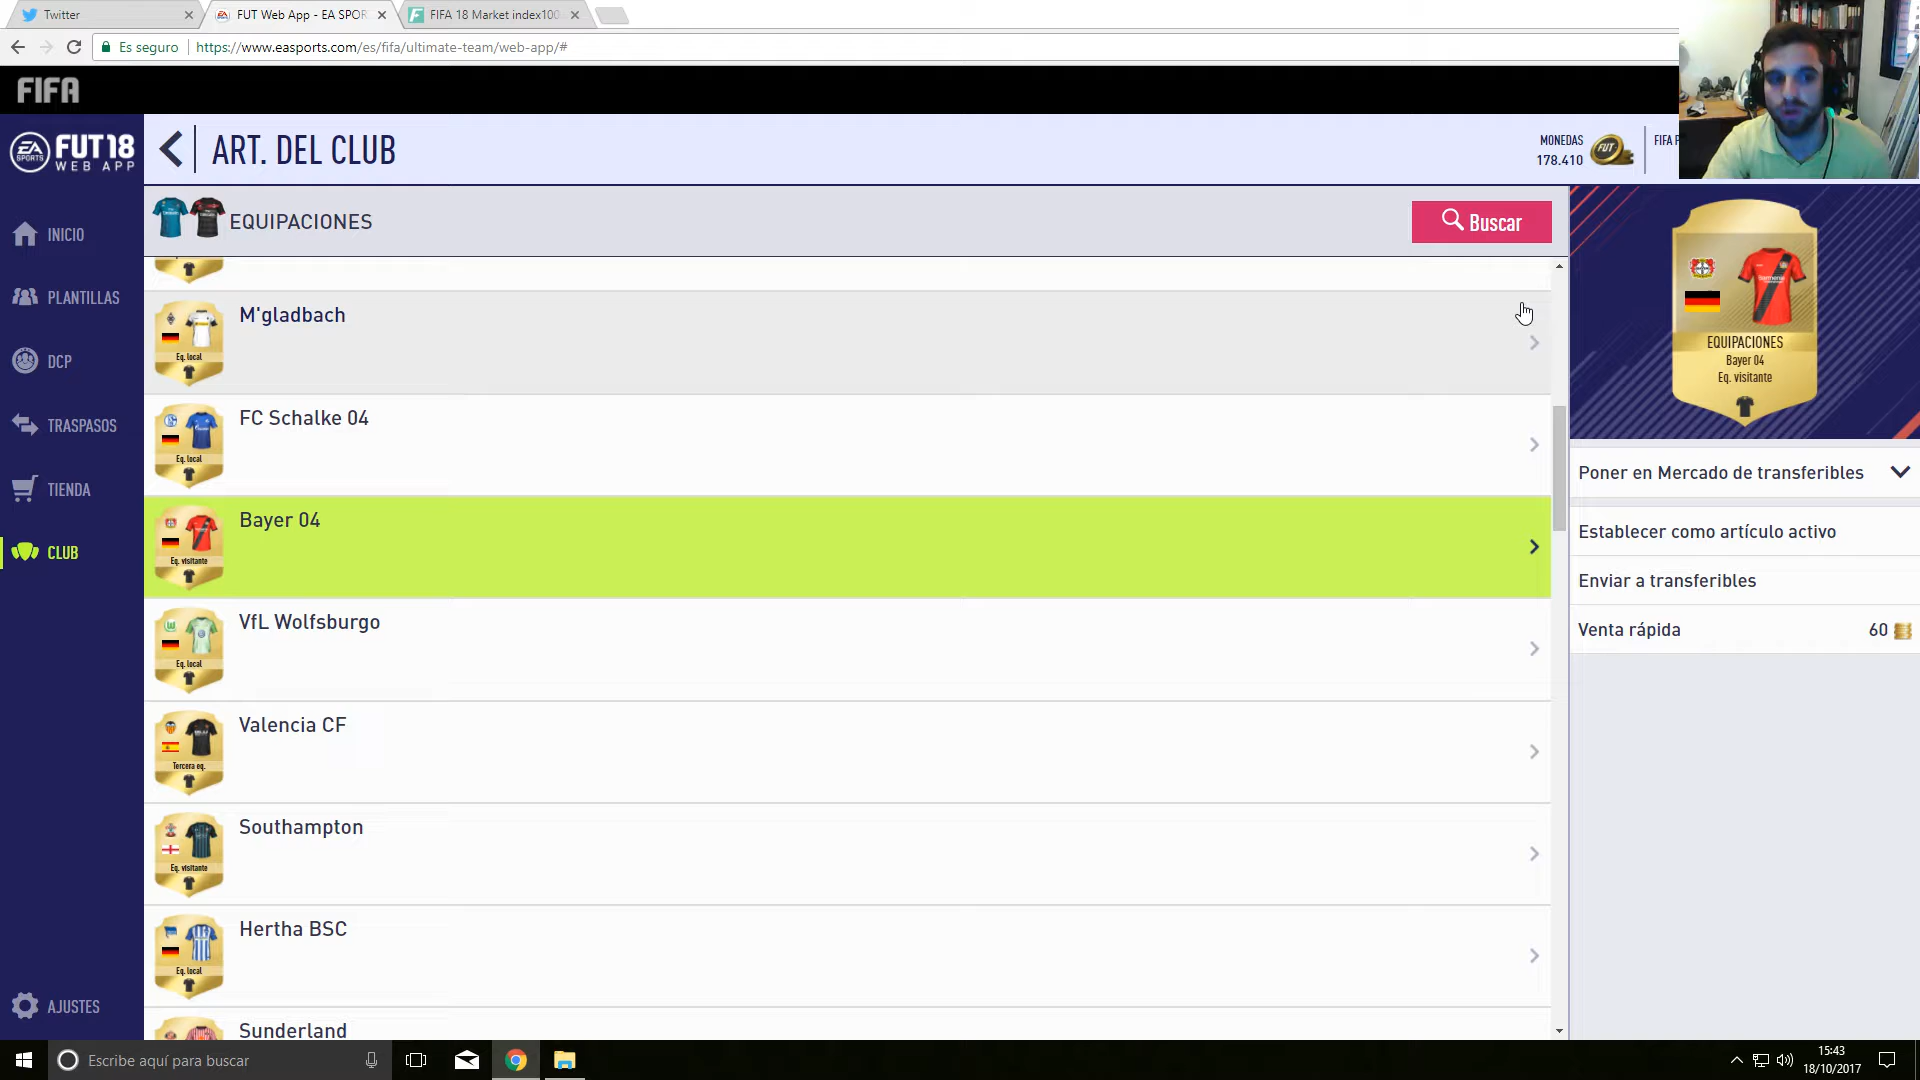 Twitter
FUT Web App - EA SPOR
FIFA 18 Market index100
Es seguro
https://www.easports.com/es/fifa/ultimate-team/web-app/#
FIFA
EA SPORTS FUT18
WEB APP
ART. DEL CLUB
MONEDAS
178.410
FUT
FIFA P
EQUIPACIONES
Buscar
INICIO
PLANTILLAS
DCP
TRASPASOS
TIENDA
CLUB
AJUSTES
M'gladbach
Eq. local
FC Schalke 04
Eq. local
Bayer 04
Eq. visitante
VfL Wolfsburgo
Eq. local
Valencia CF
Tercera eq.
Southampton
Eq. visitante
Hertha BSC
Eq. local
Sunderland
EQUIPACIONES
Bayer 04
Eq. visitante
Poner en Mercado de transferibles
Establecer como artículo activo
Enviar a transferibles
Venta rápida 60
Escribe aquí para buscar
15:43
18/10/2017